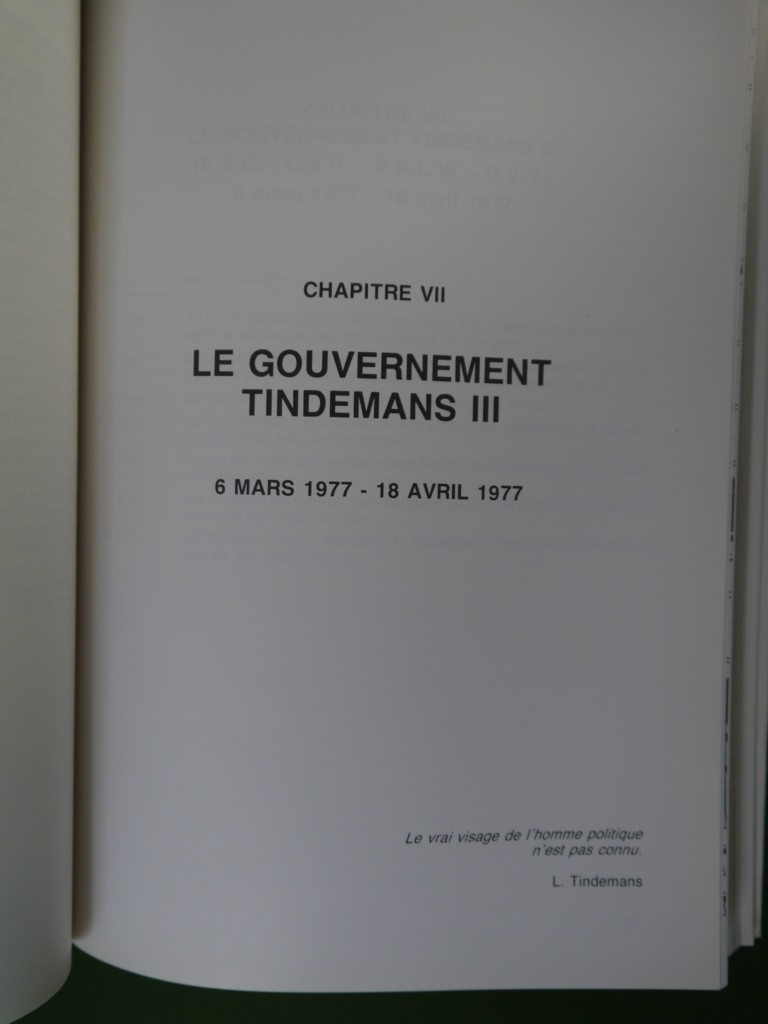 CHAPITRE VII
LE GOUVERNEMENT
TINDEMANS III
6 MARS 1977 - 18 AVRIL 1977
Le vrai visage de l'homme politique
n'est pas connu.
L. Tindemans